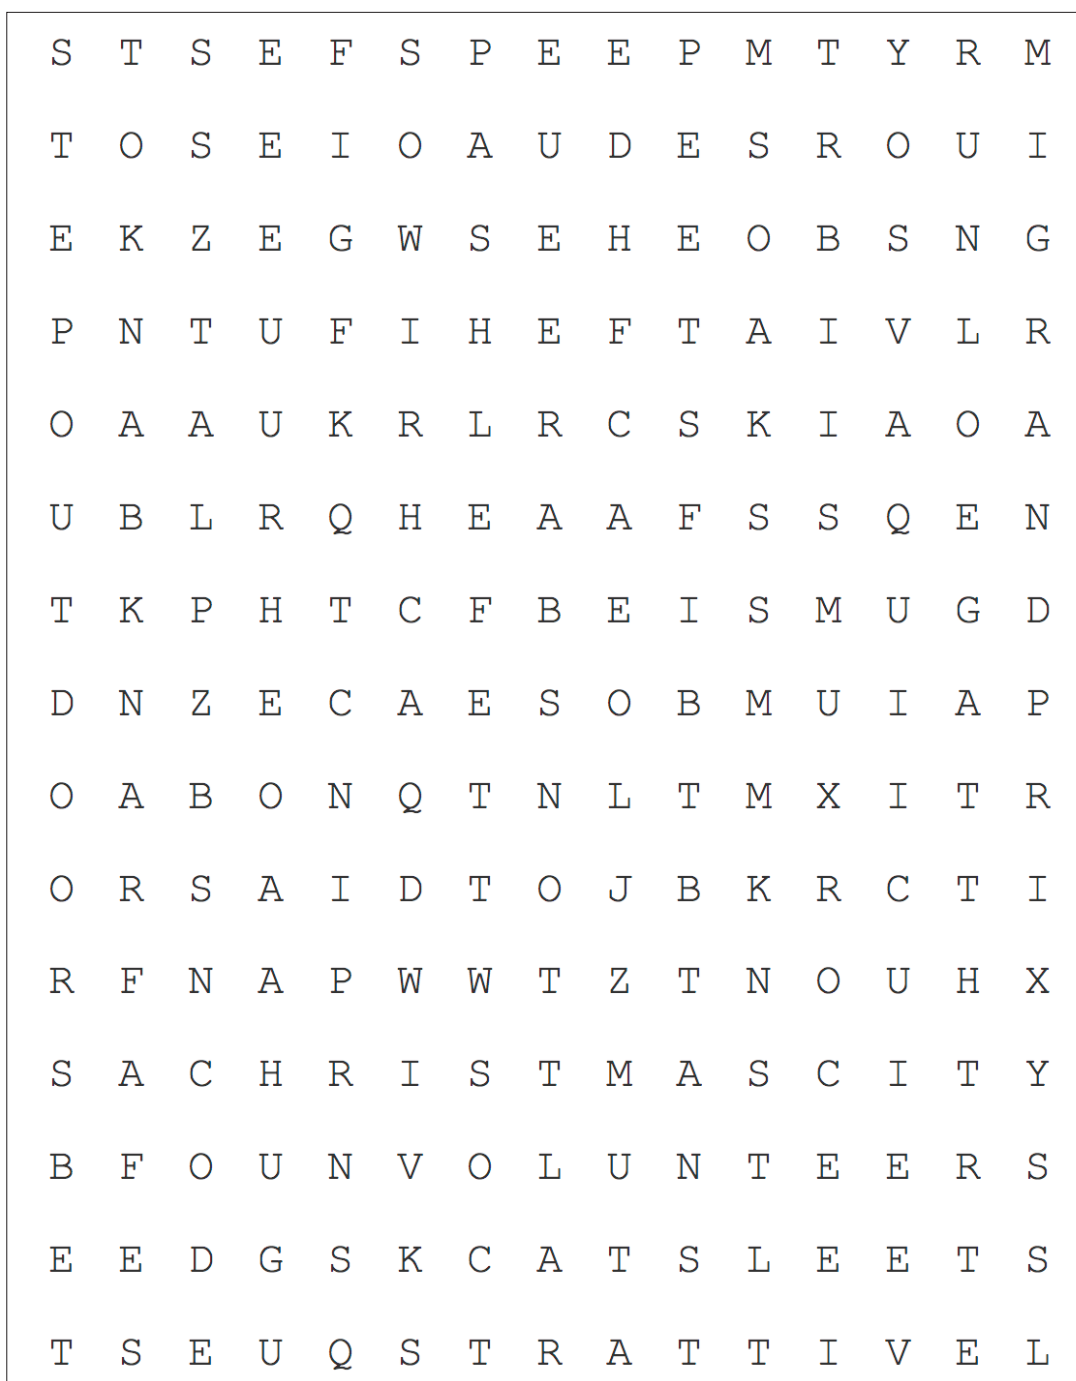 S T S E F S P E E P M T Y R M
T O S E I O A U D E S R O U I
E K Z E G W S E H E O B S N G
P N T U F I H E F T A I V L R
O A A U K R L R C S K I A O A
U B L R Q H E A A F S S Q E N
T K P H T C F B E I S M U G D
D N Z E C A E S O B M U I A P
O A B O N Q T N L T M X I T R
O R S A I D T O J B K R C T I
R F N A P W W T Z T N O U H X
S A C H R I S T M A S C I T Y
B F O U N V O L U N T E E R S
E E D G S K C A T S L E E T S
T S E U Q S T R A T T I V E L